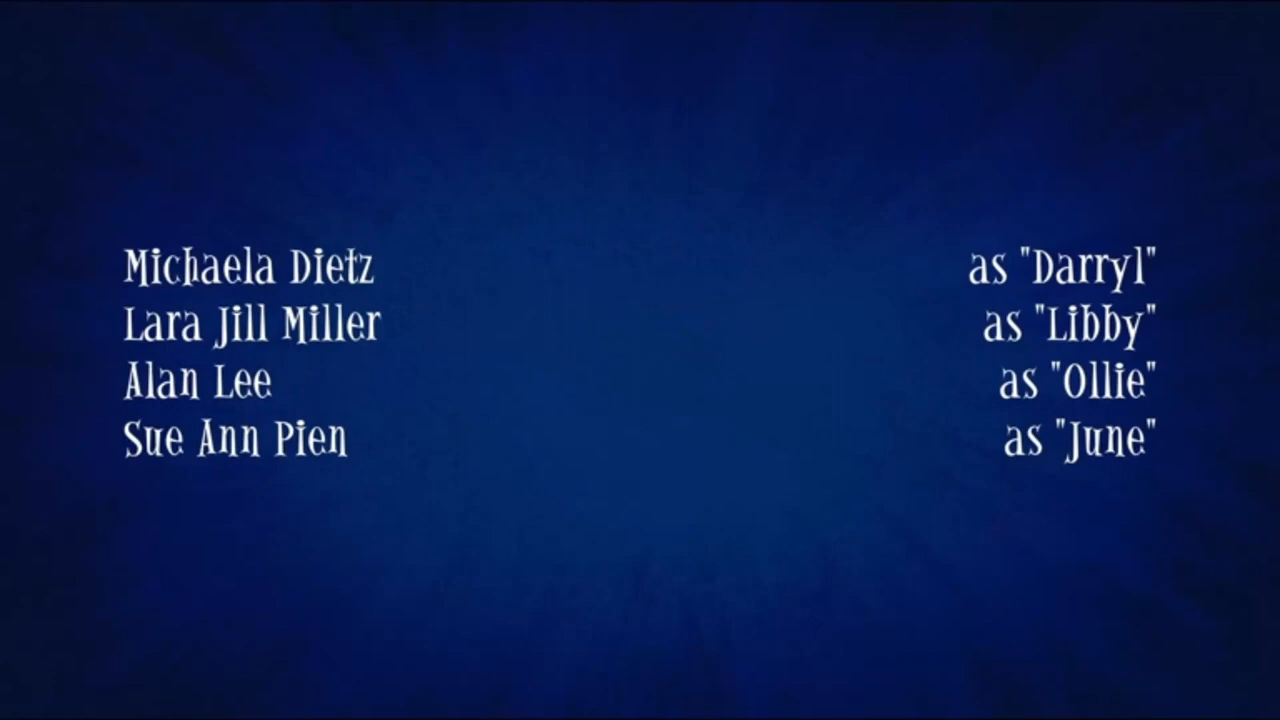 Michaela Dietz as "Darryl"
Lara Jill Miller as "Libby"
Alan Lee as "Ollie"
Sue Ann Pien as "June"